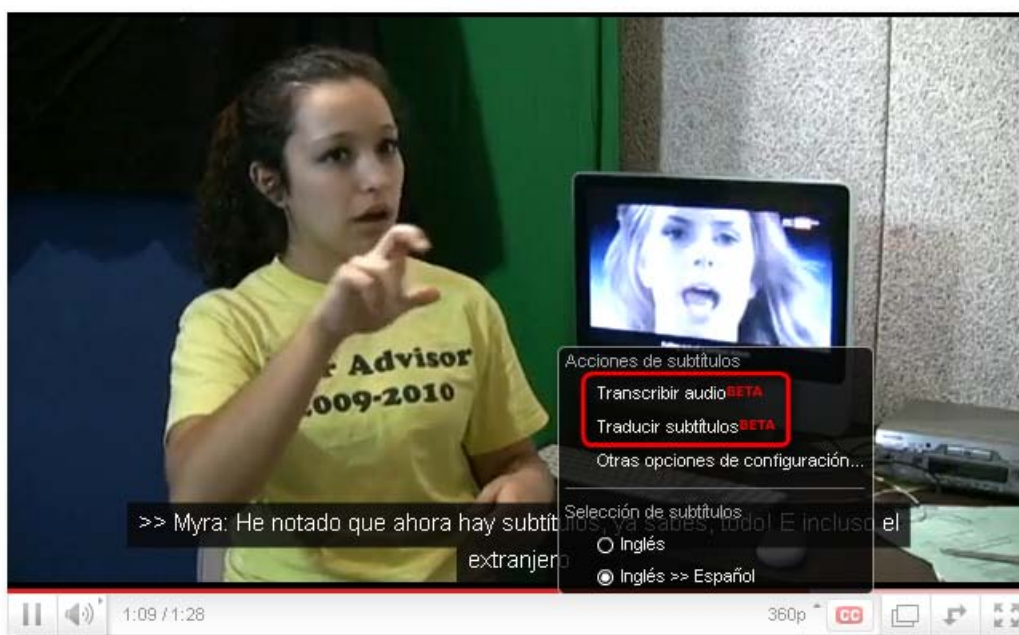 Advisor
2009-2010
Acciones de subtítulos
Transcribir audio BETA
Traducir subtítulos BETA
Otras opciones de configuración...
Selección de subtítulos
Inglés
Inglés >> Español
>> Myra: He notado que ahora hay subtítulos, ya sabes, todo! E incluso el
extranjero
1:09 / 1:28
360p
CC